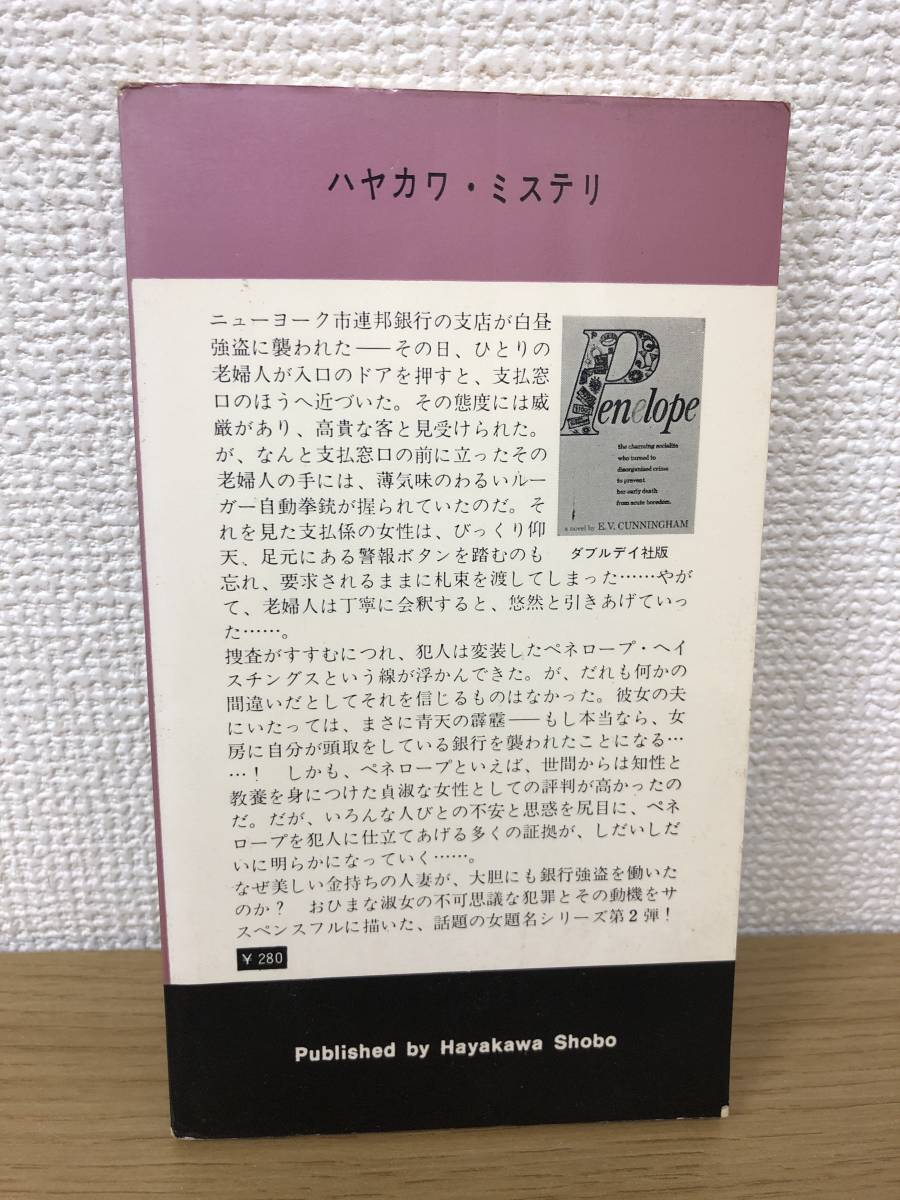 ハヤカワ・ミステリ
ニューヨーク市連邦銀行の支店が白昼
強盗に襲われた――その日、ひとりの
老婦人が入口のドアを押すと、支払窓
口のほうへ近づいた。その態度には威
厳があり、高貴な客と見受けられた。
が、なんと支払窓口の前に立ったその
老婦人の手には、薄気味のわるいルー
ガー自動拳銃が握られていたのだ。そ
れを見た支払係の女性は、びっくり仰
天、足元にある警報ボタンを踏むのも
忘れ、要求されるままに札束を渡してしまった……やが
て、老婦人は丁寧に会釈すると、悠然と引きあげていっ
た……。
捜査がすすむにつれ、犯人は変装したペネロープ・ヘイ
スチングスという線が浮かんできた。が、だれも何かの
間違いだとしてそれを信じるものはなかった。彼女の夫
にいたっては、まさに青天の霹靂――もし本当なら、女
房に自分が頭取をしている銀行を襲われたことになる…
…！　しかも、ペネロープといえば、世間からは知性と
教養を身につけた貞淑な女性としての評判が高かったの
だ。だが、いろんな人びとの不安と思惑を尻目に、ペネ
ロープを犯人に仕立てあげる多くの証拠が、しだいしだ
いに明らかになっていく……。
なぜ美しい金持ちの人妻が、大胆にも銀行強盗を働いた
のか？　おひまな淑女の不可思議な犯罪とその動機をサ
スペンスフルに描いた、話題の女題名シリーズ第2弾！
Penelope
the charming socialite
who turned to
disorganized crime
to prevent
her early death
from acute boredom.
a novel by E.V. CUNNINGHAM
ダブルデイ社版
￥280
Published by Hayakawa Shobo